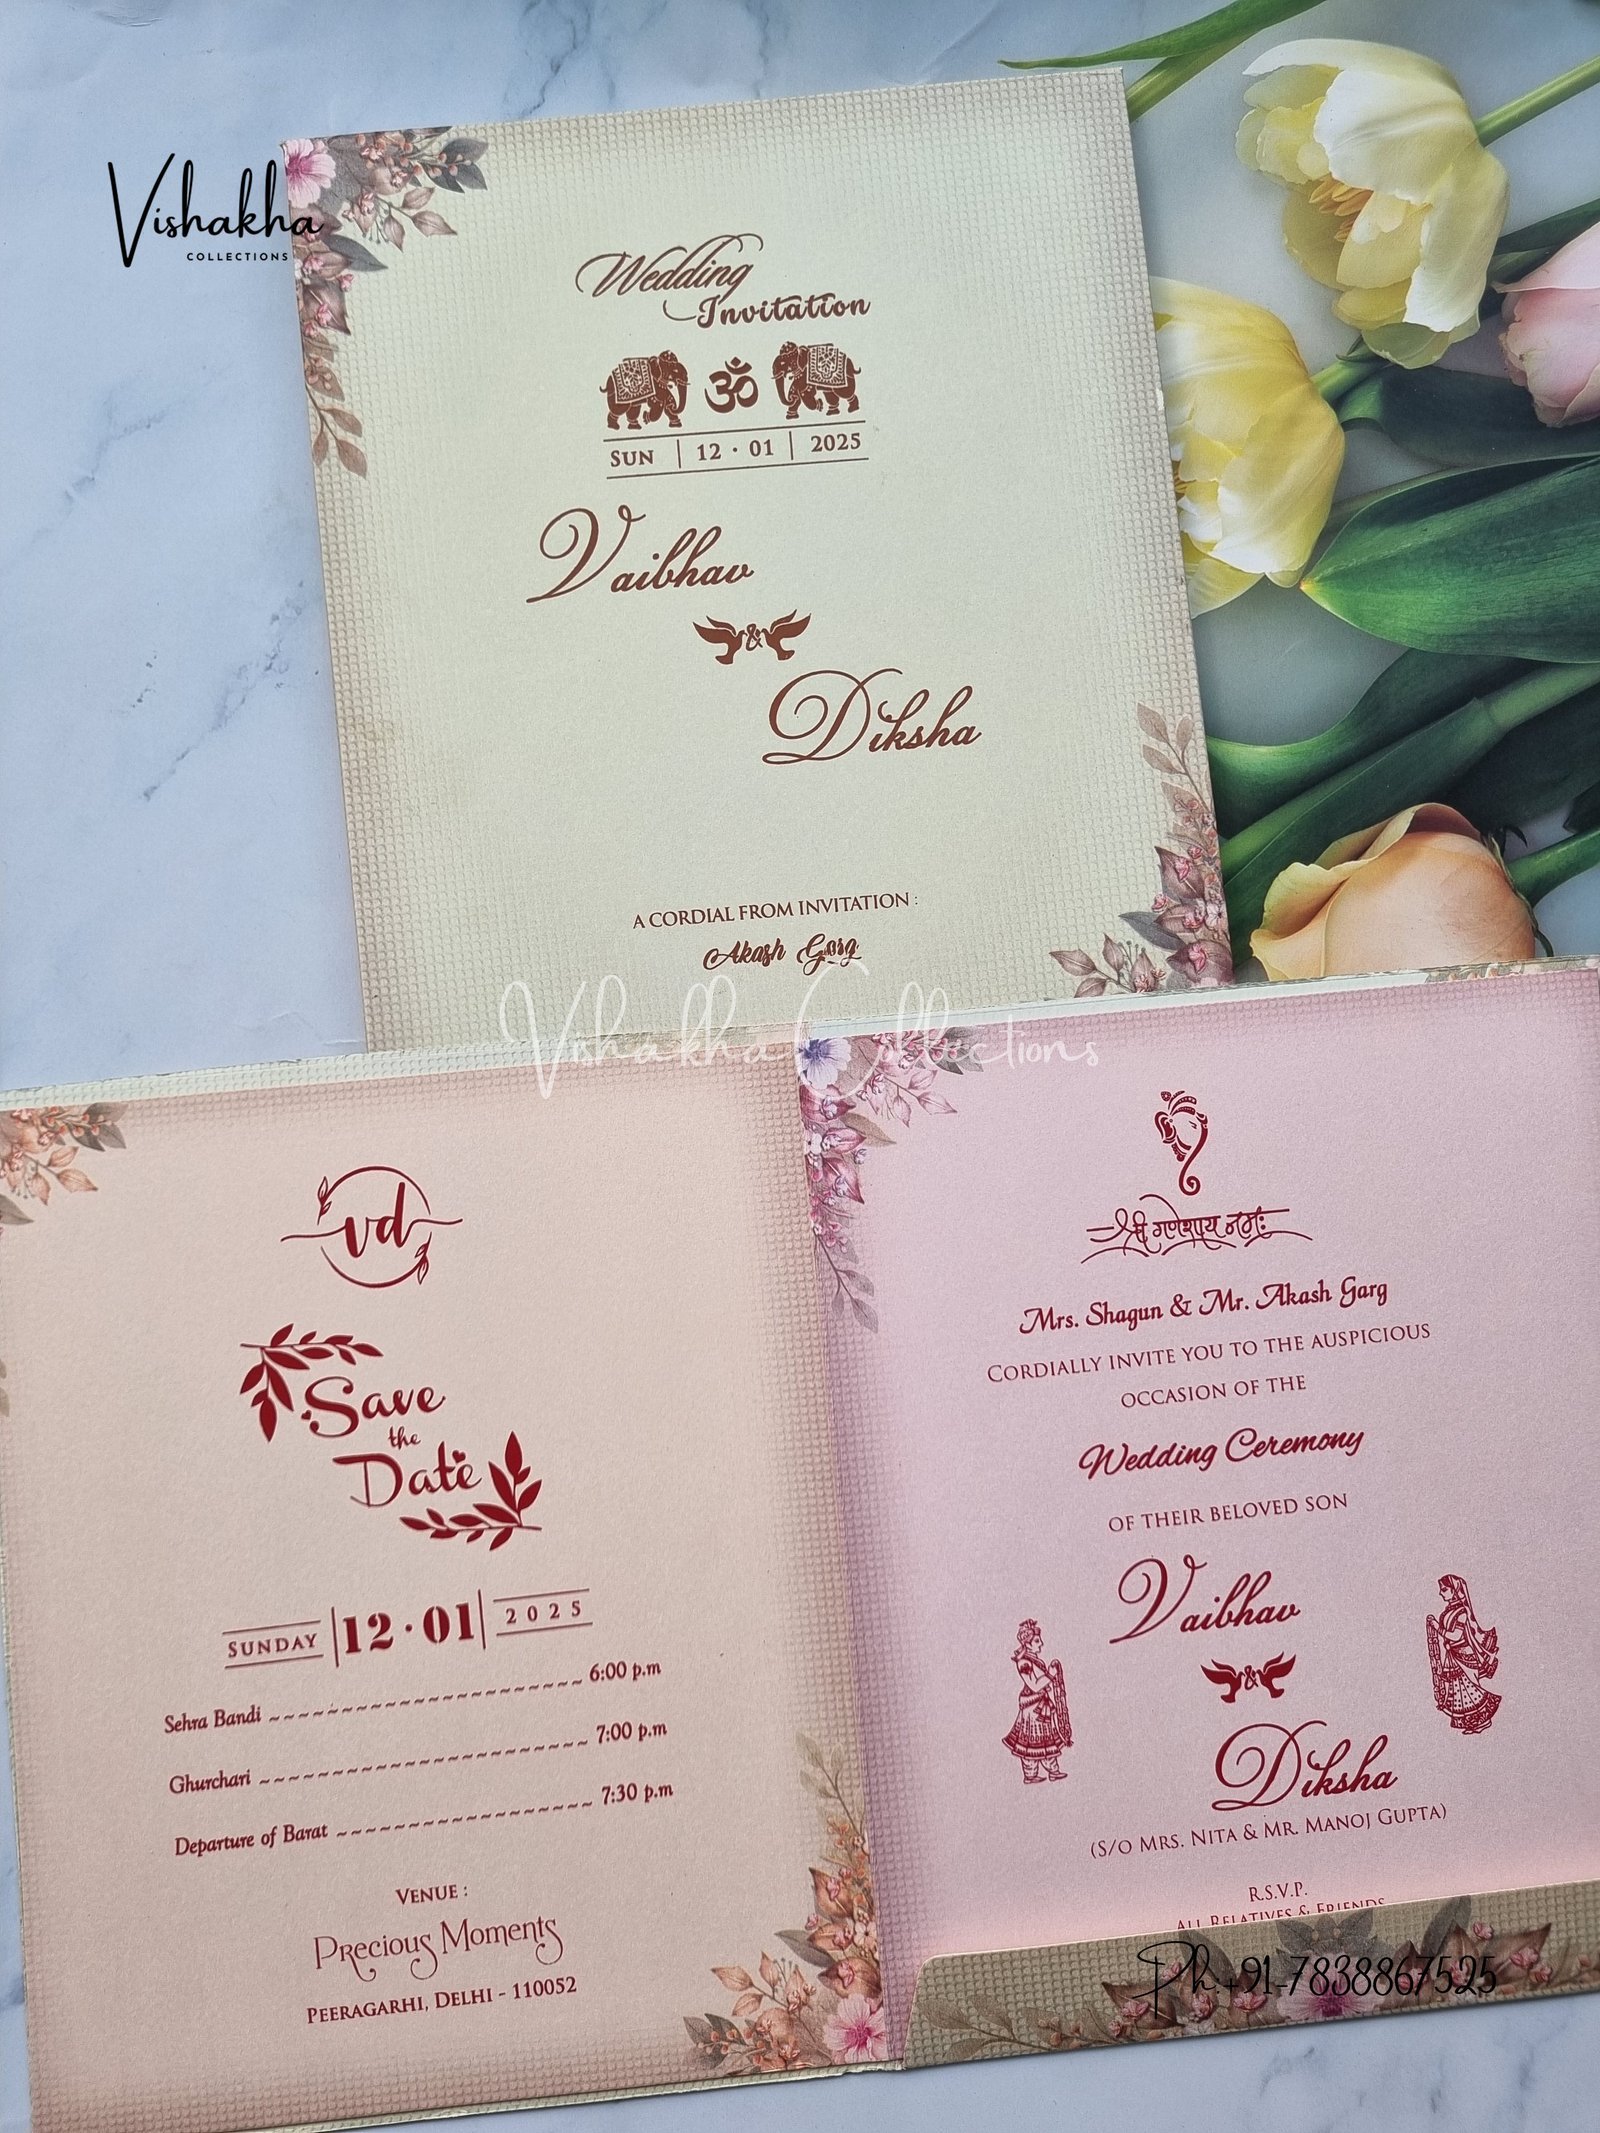 Vishakha
COLLECTIONS
Wedding
Invitation
ॐ
SUN | 12 · 01 | 2025
Vaibhav
&
Diksha
A CORDIAL FROM INVITATION :
Akash Garg
Vishakha Collections
vd
Save
the
Date
SUNDAY | 12 · 01 | 2025
Sehra Bandi ~~~~~~~~~~~~~~~~~~~~~~ 6:00 p.m
Ghurchari ~~~~~~~~~~~~~~~~~~~~~~~ 7:00 p.m
Departure of Barat ~~~~~~~~~~~~~~~~~~ 7:30 p.m
VENUE :
Precious Moments
PEERAGARHI, DELHI - 110052
श्री गणेशाय नमः
Mrs. Shagun & Mr. Akash Garg
CORDIALLY INVITE YOU TO THE AUSPICIOUS
OCCASION OF THE
Wedding Ceremony
OF THEIR BELOVED SON
Vaibhav
&
Diksha
(S/O MRS. NITA & MR. MANOJ GUPTA)
R.S.V.P.
ALL RELATIVES & FRIENDS
Ph:+91-7838867525